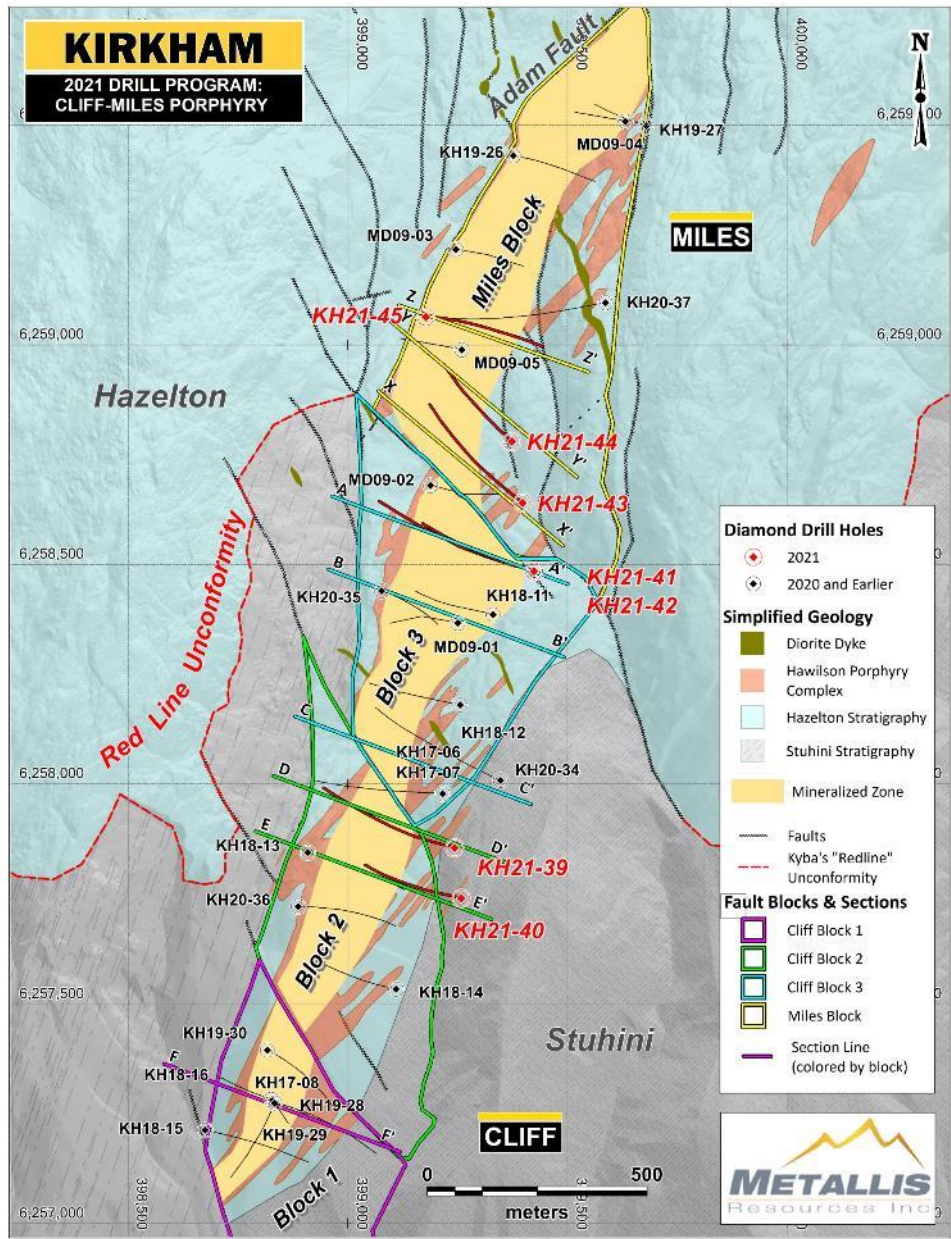 KIRKHAM
2021 DRILL PROGRAM:
CLIFF-MILES PORPHYRY
399,000
400,000
N
Adam Fault
KH19-26
MD09-04
KH19-27
MD09-03
Miles Block
MILES
KH20-37
Z
KH21-45
Y
6,259,000
6,259,000
MD09-05
Z'
Hazelton
X
KH21-44
Y'
MD09-02
A
KH21-43
X'
6,258,500
Red Line Unconformity
B
A'
KH21-41
KH20-35
KH18-11
KH21-42
MD09-01
B'
Block 3
C
KH18-12
KH17-06
KH17-07
KH20-34
6,258,000
C'
D
E
KH18-13
D'
KH21-39
KH20-36
E'
KH21-40
Block 2
KH18-14
6,257,500
KH19-30
Stuhini
F
KH18-16
KH17-08
KH19-28
KH18-15
KH19-29
F'
CLIFF
Block 1
0 500
meters
398,500
399,000
6,257,000
Diamond Drill Holes
2021
2020 and Earlier
Simplified Geology
Diorite Dyke
Hawilson Porphyry
Complex
Hazelton Stratigraphy
Stuhini Stratigraphy
Mineralized Zone
Faults
Kyba's "Redline"
Unconformity
Fault Blocks & Sections
Cliff Block 1
Cliff Block 2
Cliff Block 3
Miles Block
Section Line
(colored by block)
METALLIS
Resources Inc